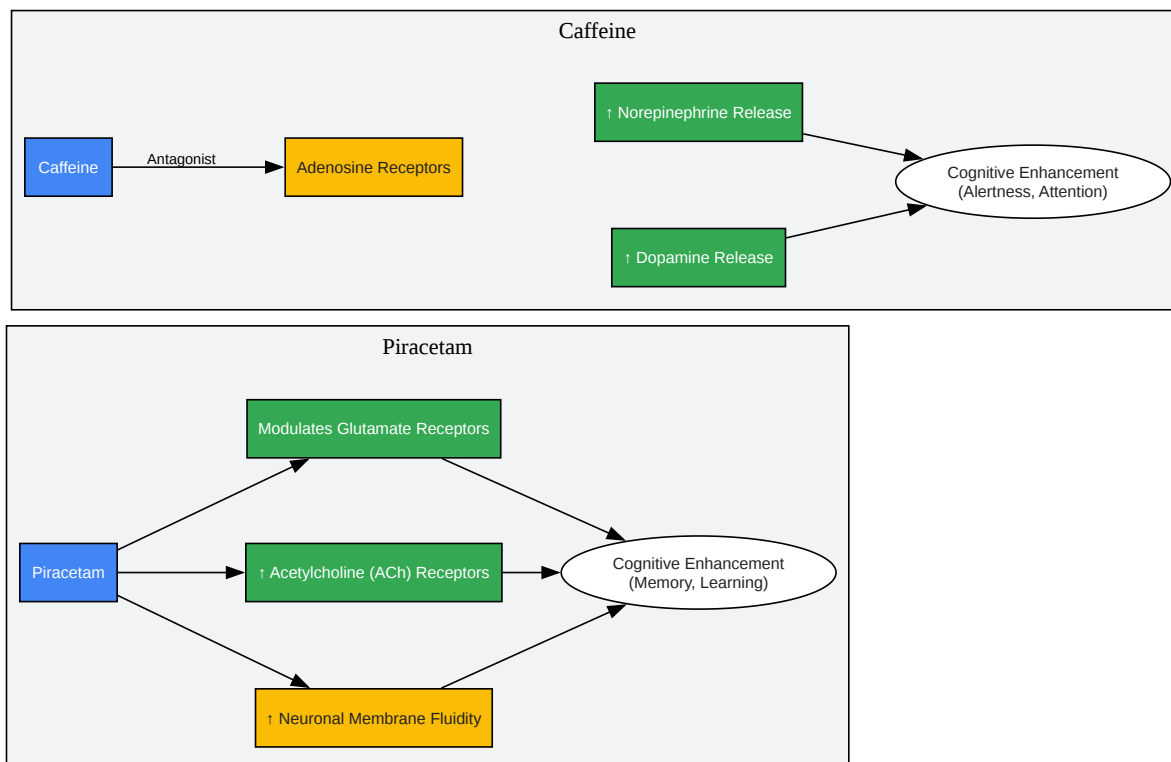 Caffeine
↑ Norepinephrine Release
Caffeine
Antagonist
Adenosine Receptors
Cognitive Enhancement
(Alertness, Attention)
↑ Dopamine Release
Piracetam
Modulates Glutamate Receptors
Piracetam
↑ Acetylcholine (ACh) Receptors
Cognitive Enhancement
(Memory, Learning)
↑ Neuronal Membrane Fluidity